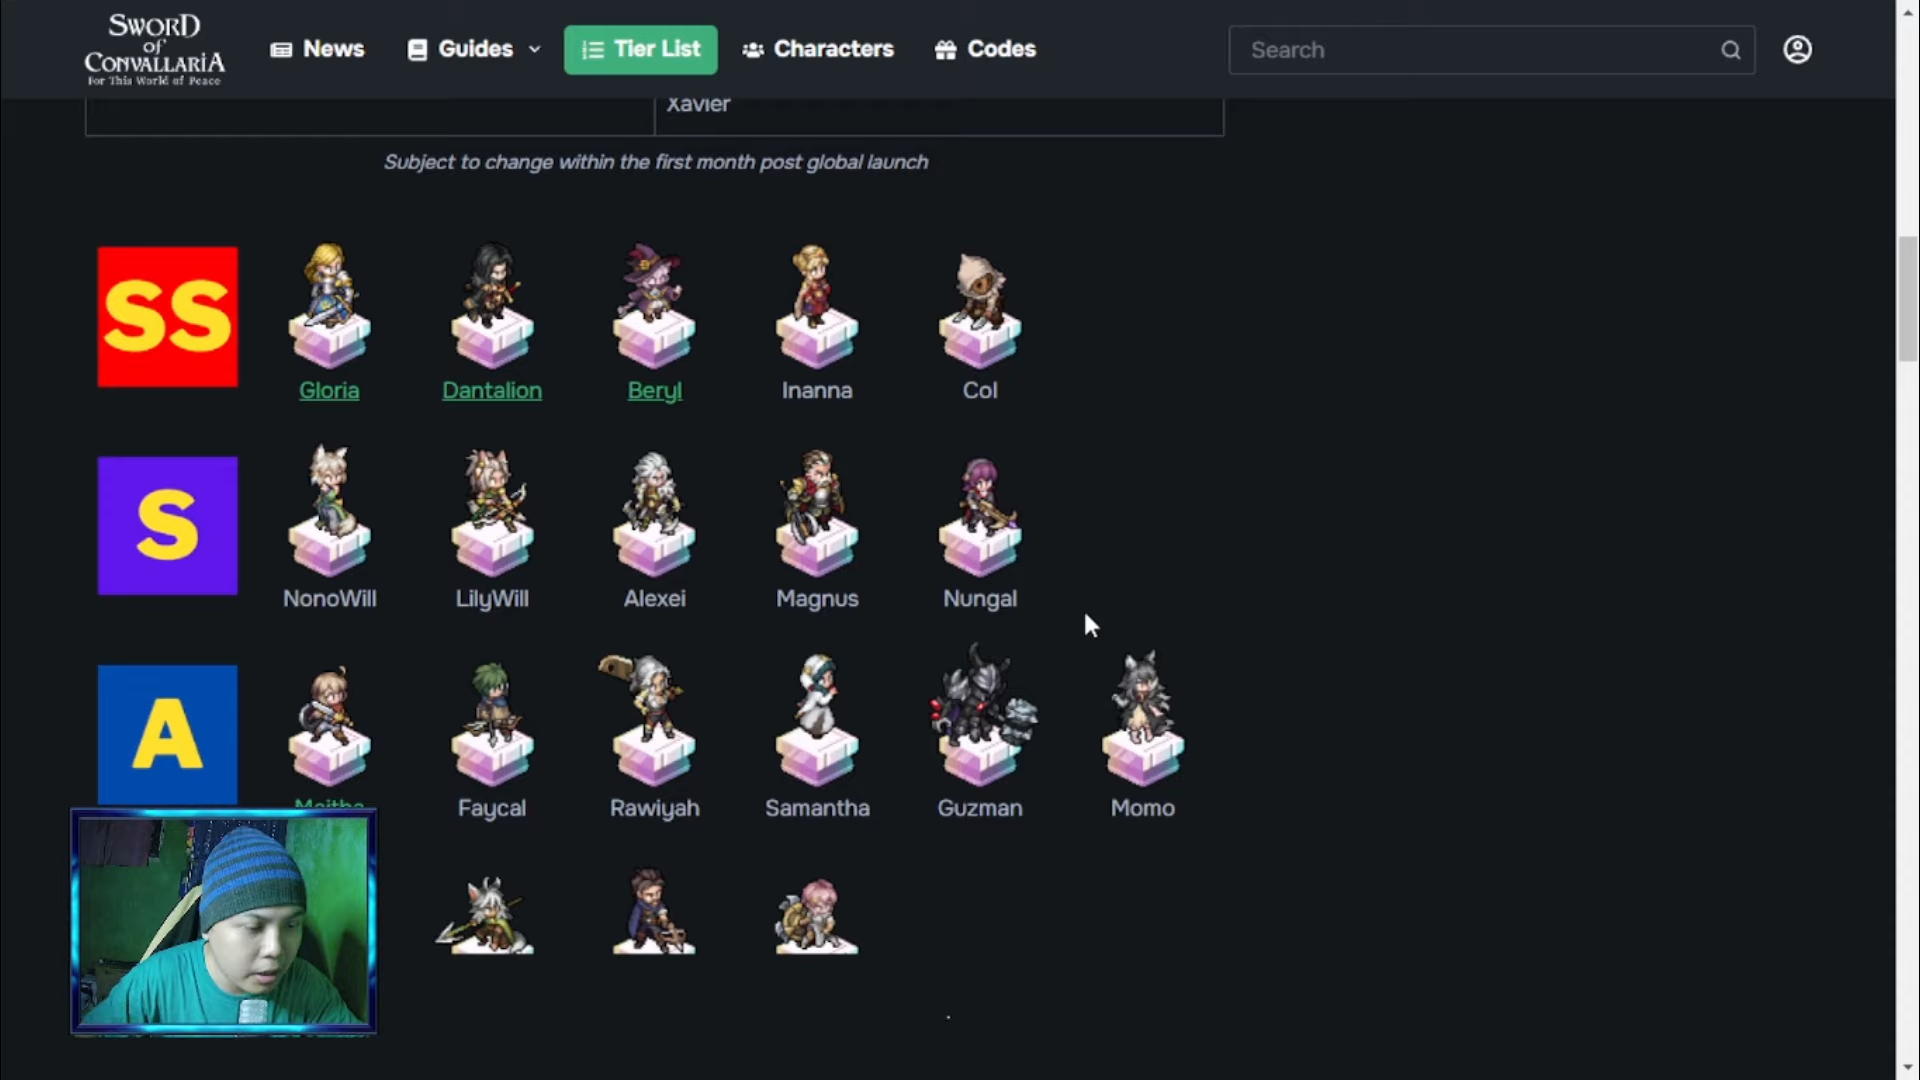 SWORD
of
CONVALLARIA
For This World of Peace
News
Guides
Tier List
Characters
Codes
Search
Xavier
Subject to change within the first month post global launch
SS
Gloria
Dantalion
Beryl
Inanna
Col
S
NonoWill
LilyWill
Alexei
Magnus
Nungal
A
Faycal
Rawiyah
Samantha
Guzman
Momo